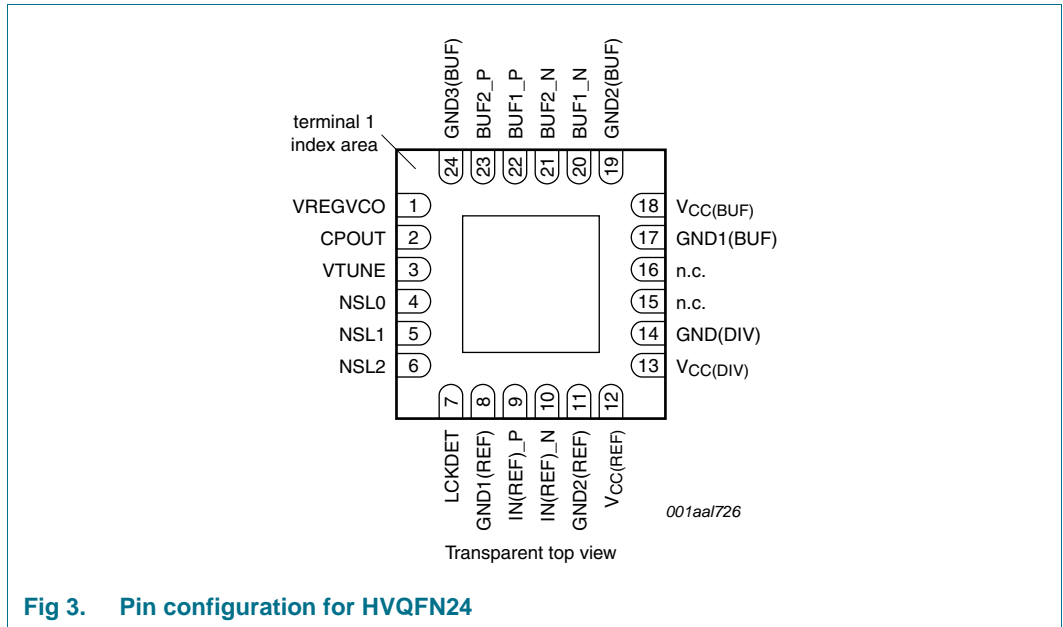 GND3(BUF)
BUF2_P
BUF1_P
BUF2_N
BUF1_N
GND2(BUF)
terminal 1
index area
24 23 22 21 20 19
VREGVCO 1
CPOUT 2
VTUNE 3
NSL0 4
NSL1 5
NSL2 6
18 VCC(BUF)
17 GND1(BUF)
16 n.c.
15 n.c.
14 GND(DIV)
13 VCC(DIV)
7 8 9 10 11 12
LCKDET
GND1(REF)
IN(REF)_P
IN(REF)_N
GND2(REF)
VCC(REF)
001aal726
Transparent top view
Fig 3. Pin configuration for HVQFN24